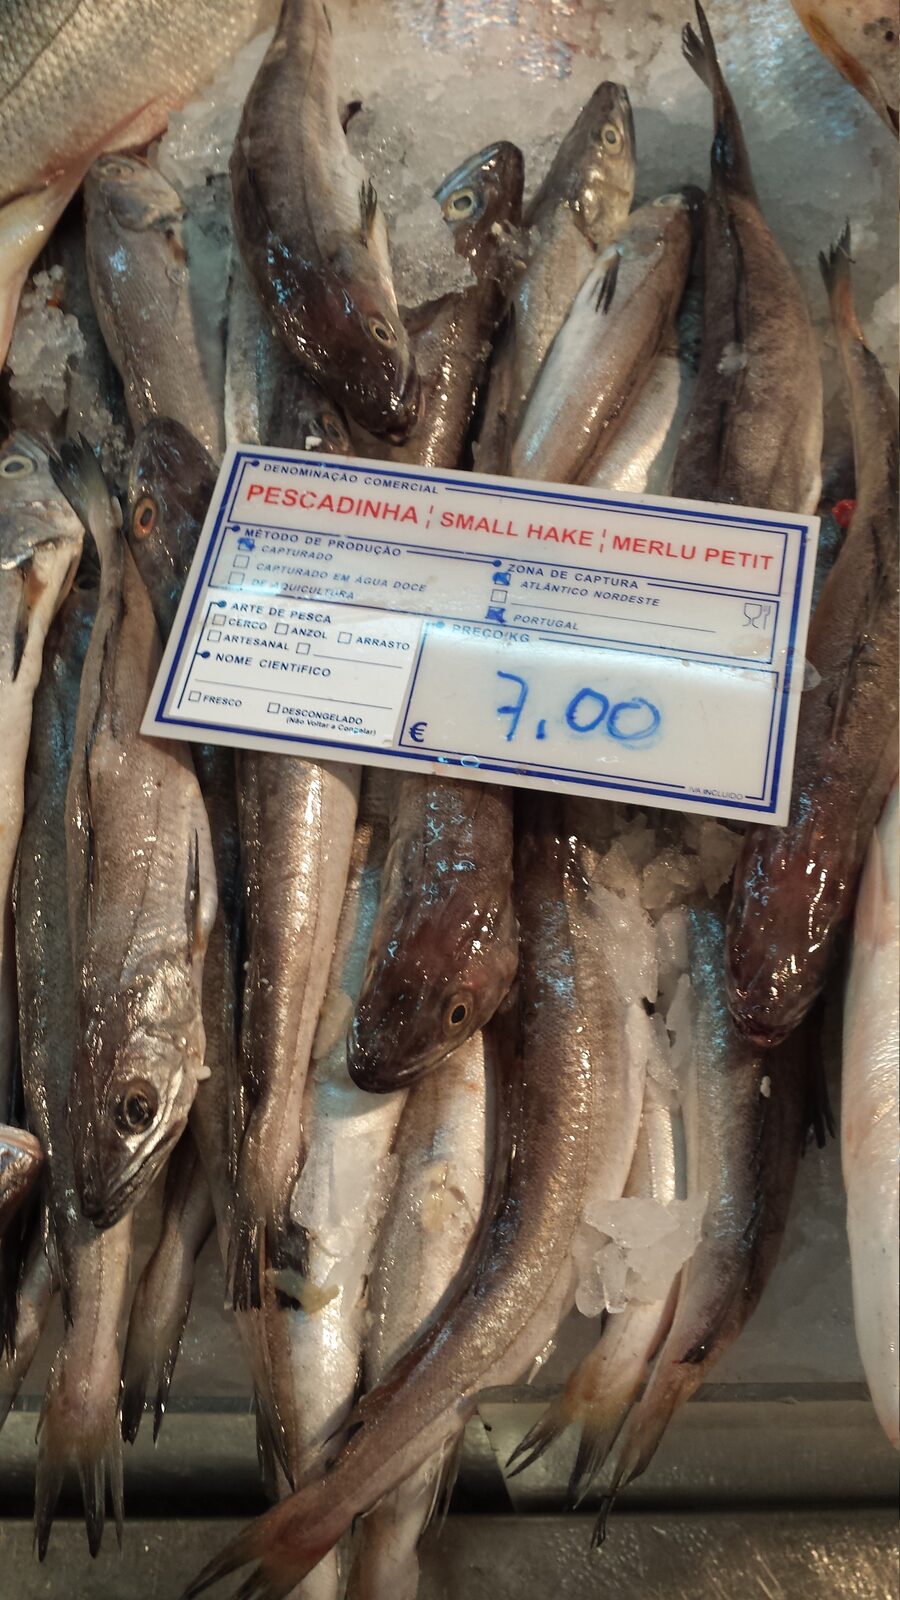 DENOMINAÇÃO COMERCIAL
PESCADINHA ¦ SMALL HAKE ¦ MERLU PETIT
MÉTODO DE PRODUÇÃO
CAPTURADO
CAPTURADO EM ÁGUA DOCE
DE AQUICULTURA
ZONA DE CAPTURA
ATLÂNTICO NORDESTE
PORTUGAL
ARTE DE PESCA
CERCO ANZOL ARRASTO
ARTESANAL
NOME CIENTÍFICO
FRESCO DESCONGELADO
(Não Voltar a Congelar)
PREÇO/KG
€ 7.00
IVA INCLUÍDO